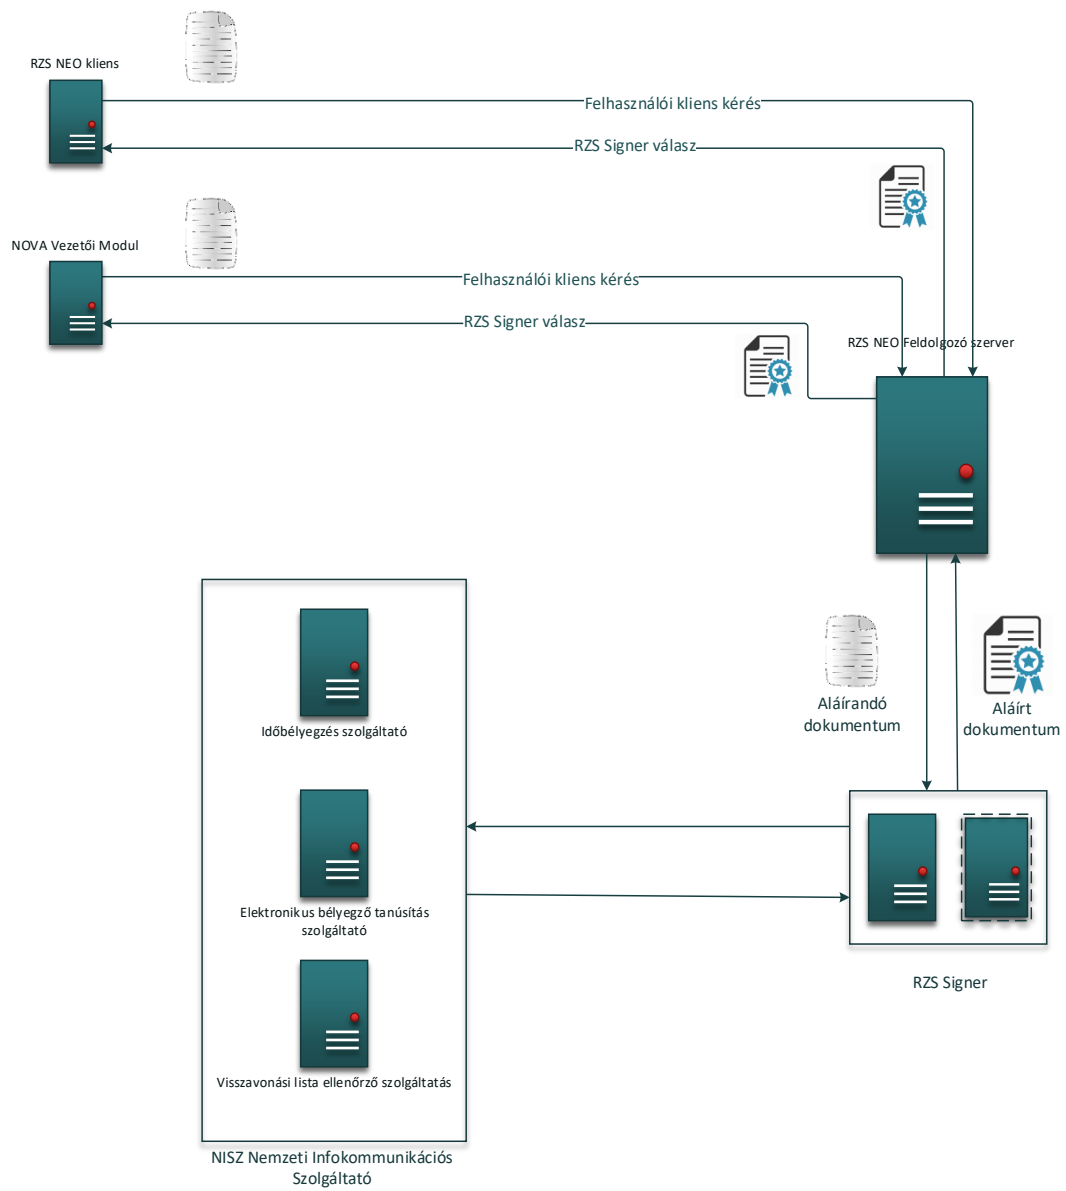 RZS NEO kliens
Felhasználói kliens kérés
RZS Signer válasz
NOVA Vezetői Modul
Felhasználói kliens kérés
RZS Signer válasz
RZS NEO Feldolgozó szerver
Aláírandó
dokumentum
Aláírt
dokumentum
Időbélyegzés szolgáltató
Elektronikus bélyegző tanúsítás
szolgáltató
RZS Signer
Visszavonási lista ellenőrző szolgáltatás
NISZ Nemzeti Infokommunikációs
Szolgáltató